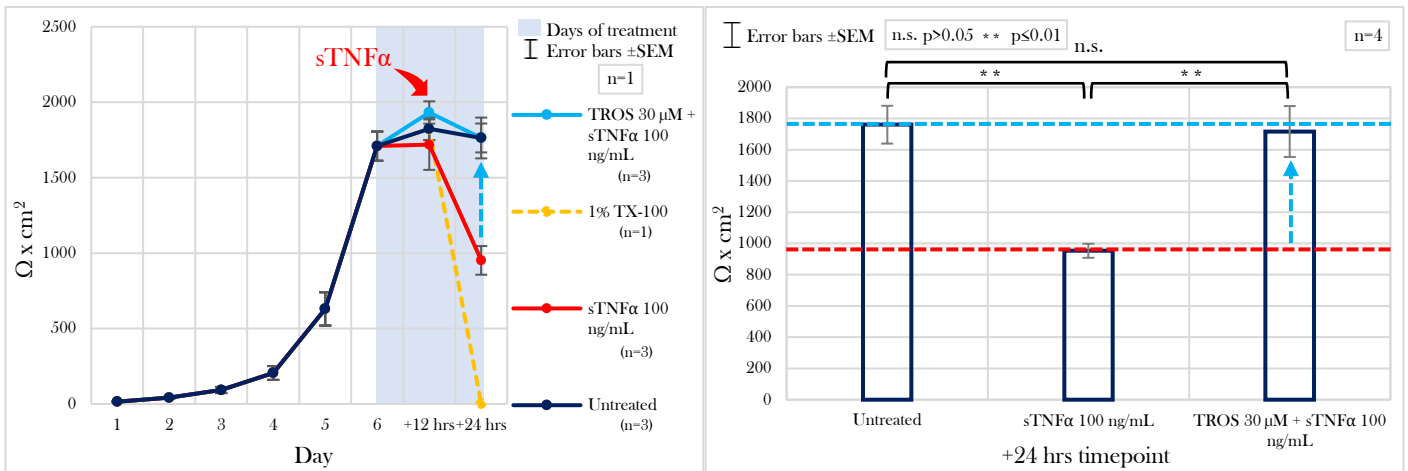 2500
2000
1500
1000
500
0
Ω x cm²
1 2 3 4 5 6 +12 hrs +24 hrs
Day
sTNFα
Days of treatment
Error bars ±SEM
n=1
TROS 30 µM +
sTNFα 100
ng/mL
(n=3)
1% TX-100
(n=1)
sTNFα 100
ng/mL
(n=3)
Untreated
(n=3)
Error bars ±SEM
n.s. p>0.05 ** p≤0.01
n.s.
n=4
** **
2000
1800
1600
1400
1200
1000
800
600
400
200
0
Ω x cm²
Untreated
sTNFα 100 ng/mL
TROS 30 µM + sTNFα 100
ng/mL
+24 hrs timepoint